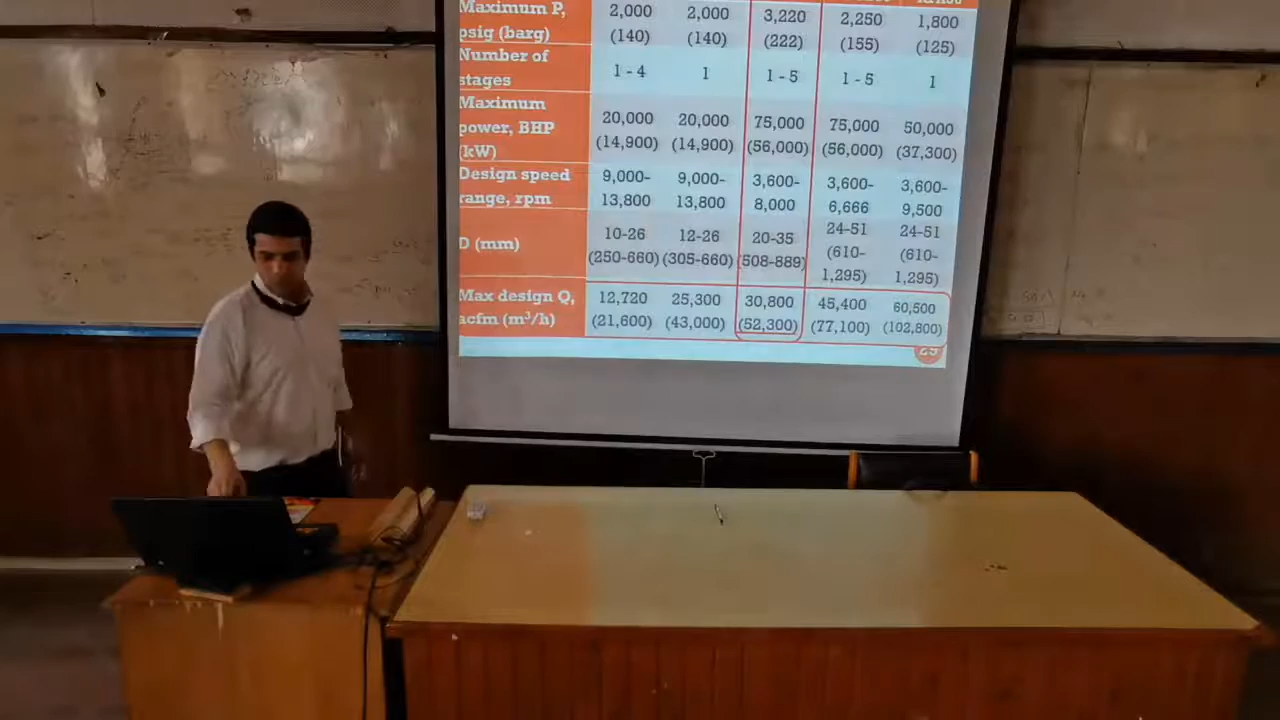 Maximum P, 2,000 2,000 3,220 2,250 1,800
psig (barg) (140) (140) (222) (155) (125)
Number of
stages 1 - 4 1 1 - 5 1 - 5 1
Maximum
power, BHP 20,000 20,000 75,000 75,000 50,000
(kW) (14,900) (14,900) (56,000) (56,000) (37,300)
Design speed 9,000- 9,000- 3,600- 3,600- 3,600-
range, rpm 13,800 13,800 8,000 6,666 9,500
D (mm) 10-26 12-26 20-35 24-51 24-51
(250-660) (305-660) (508-889) (610- (610-
1,295) 1,295)
Max design Q, 12,720 25,300 30,800 45,400 60,500
acfm (m³/h) (21,600) (43,000) (52,300) (77,100) (102,800)
25